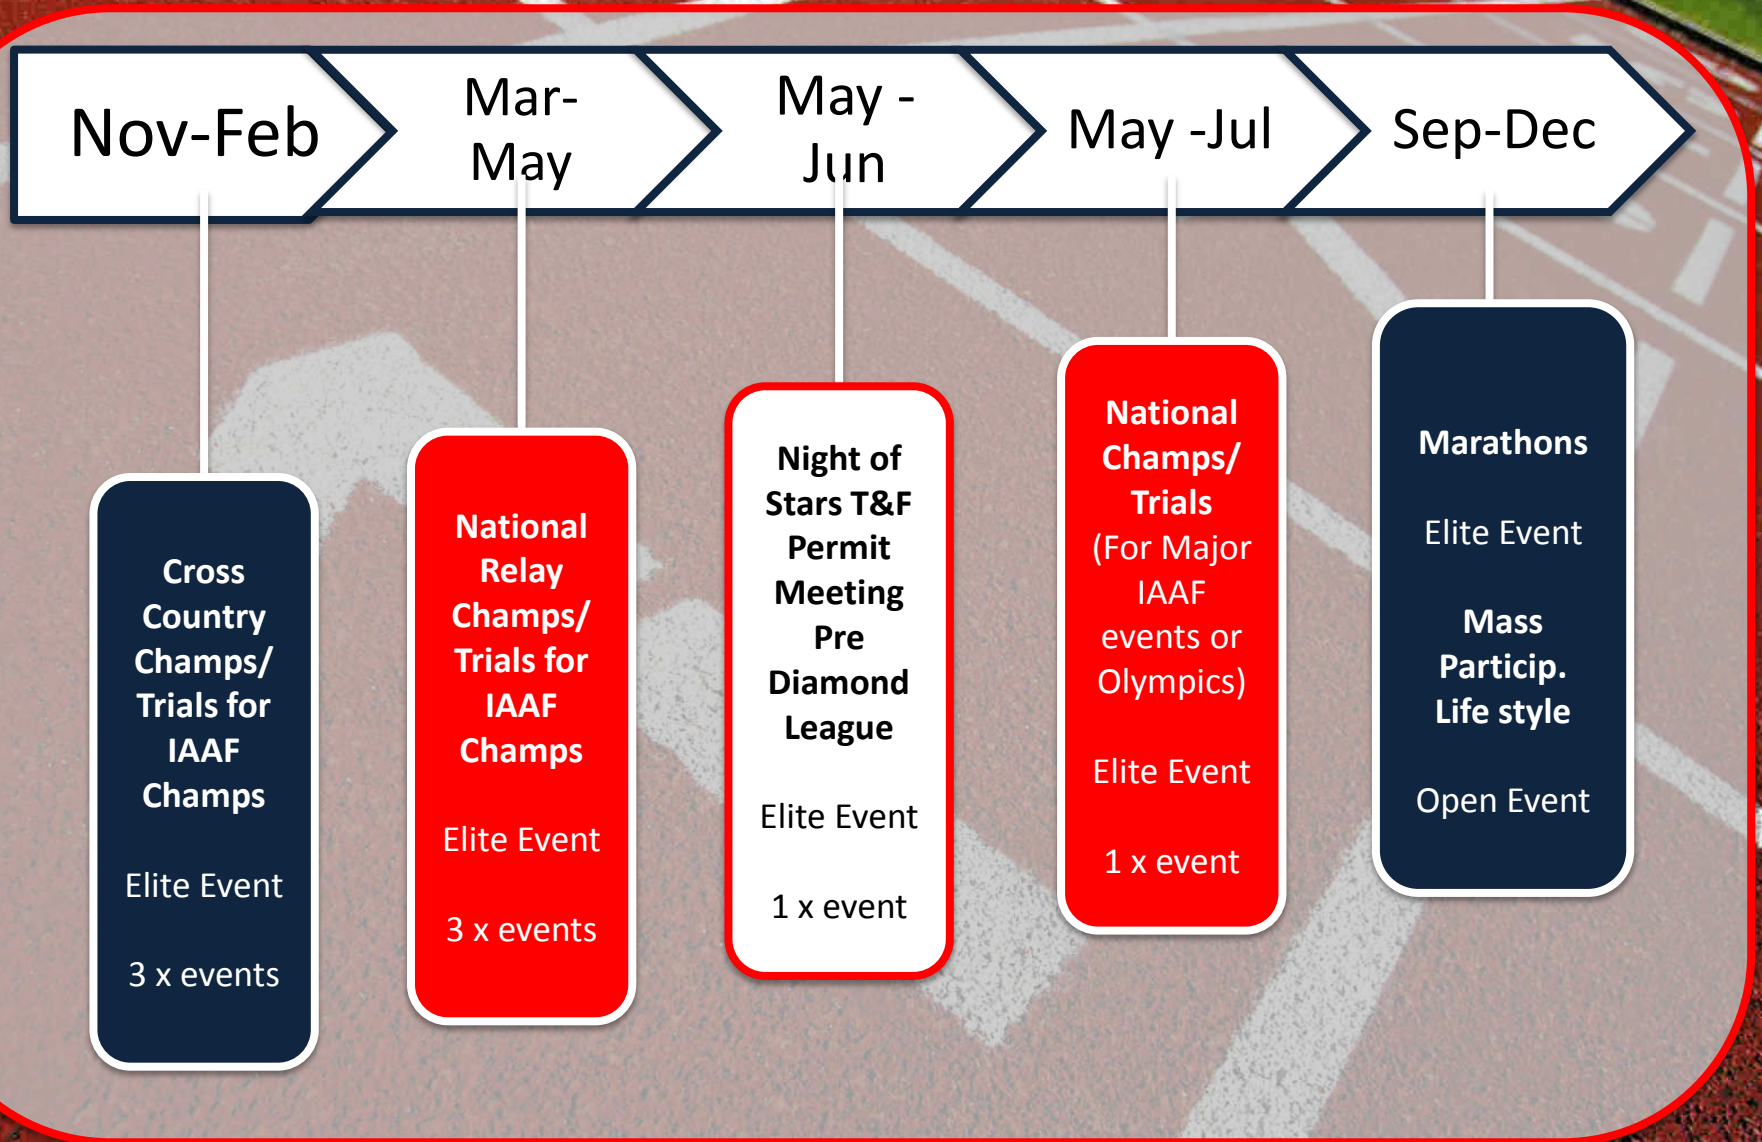 Nov-Feb
Mar-
May
May -
Jun
May -Jul
Sep-Dec
Cross
Country
Champs/
Trials for
IAAF
Champs
Elite Event
3 x events
National
Relay
Champs/
Trials for
IAAF
Champs
Elite Event
3 x events
Night of
Stars T&F
Permit
Meeting
Pre
Diamond
League
Elite Event
1 x event
National
Champs/
Trials
(For Major
IAAF
events or
Olympics)
Elite Event
1 x event
Marathons
Elite Event
Mass
Particip.
Life style
Open Event